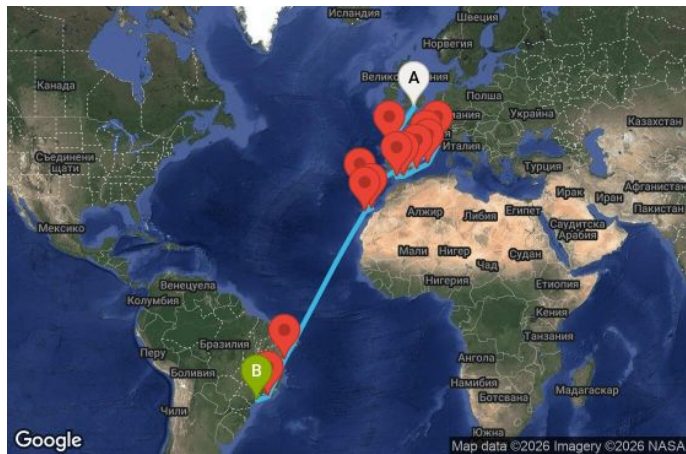 Исландия
Швеция
Норвегия
Канада
A
Полша
Украйна
Казахстан
Италия
Съединени
щати
Турция
Ирак
Иран
Афганистан
Пакистан
Мексико
Алжир
Либия
Египет
Саудитска
Арабия
Мали
Нигер
Чад
Судан
Венецуела
Нигерия
Етиопия
Колумбия
Кения
Бразилия
Танзания
Перу
Ангола
B
Боливия
Намибия
Ботсвана
Мадагаскар
Чили
Google
Map data ©2026 Imagery ©2026 NASA